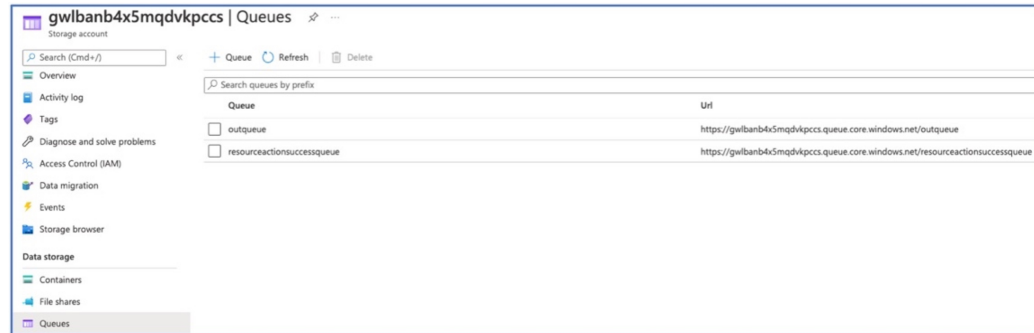 gwlbanb4x5mqdvkpccs | Queues
Storage account
Search (Cmd+/)
Overview
Activity log
Tags
Diagnose and solve problems
Access Control (IAM)
Data migration
Events
Storage browser
Data storage
Containers
File shares
Queues
Queue Refresh Delete
Search queues by prefix
Queue Url
outqueue https://gwlbanb4x5mqdvkpccs.queue.core.windows.net/outqueue
resourceactionsuccessqueue https://gwlbanb4x5mqdvkpccs.queue.core.windows.net/resourceactionsuccessqueue